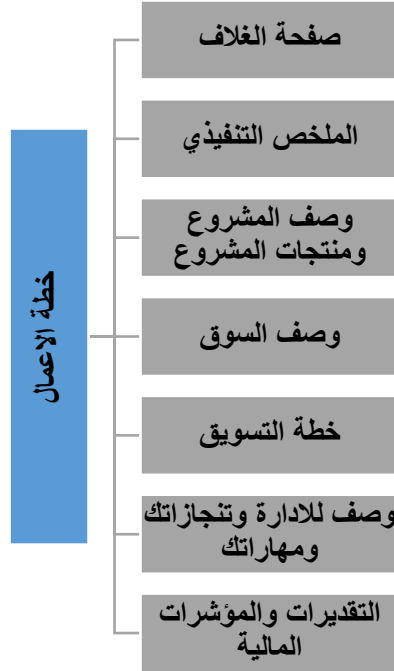 صفحة الغلاف
الملخص التنفيذي
وصف المشروع
ومنتجات المشروع
وصف السوق
خطة التسويق
وصف للادارة وتنجازاتك
ومهاراتك
التقديرات والمؤشرات
المالية
خطة الاعمال